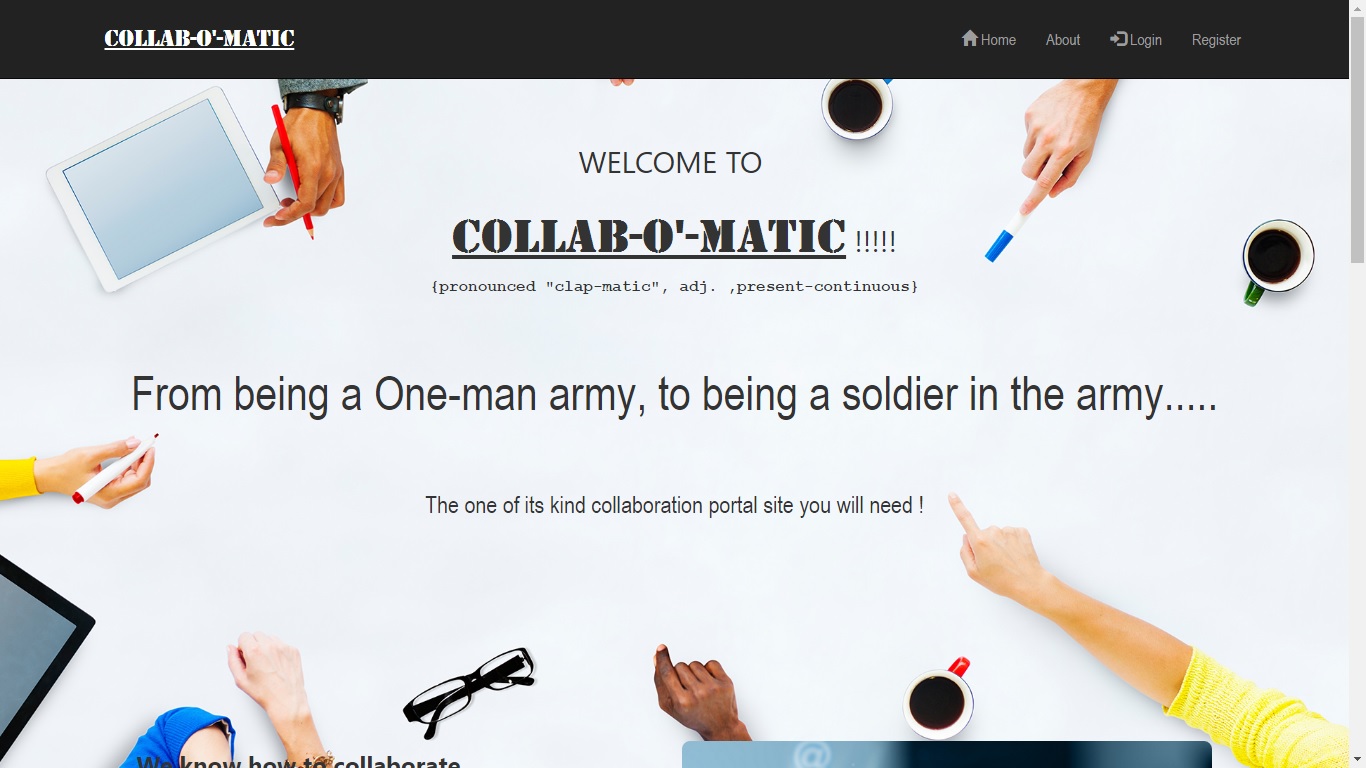 COLLAB-O'-MATIC
Home About Login Register
WELCOME TO
COLLAB-O'-MATIC !!!!!
{pronounced "clap-matic", adj. ,present-continuous}
From being a One-man army, to being a soldier in the army.....
The one of its kind collaboration portal site you will need !
We know how to collaborate
@